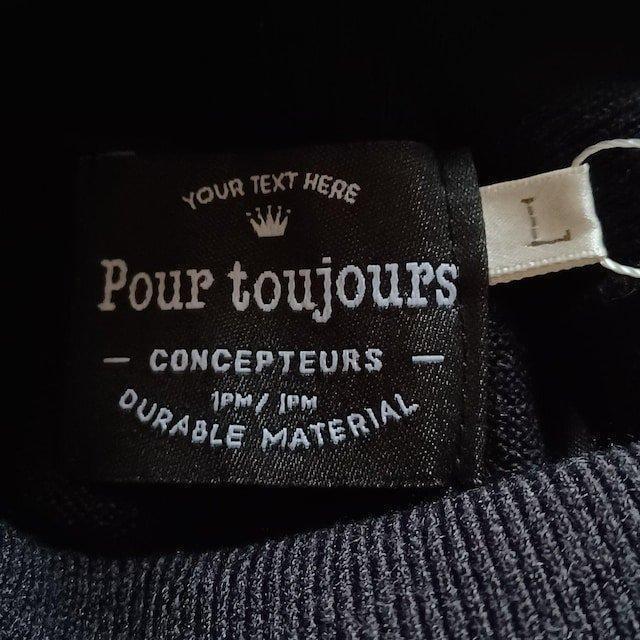 YOUR TEXT HERE
Pour toujours
L
— CONCEPTEURS —
1PM / 1PM
DURABLE MATERIAL